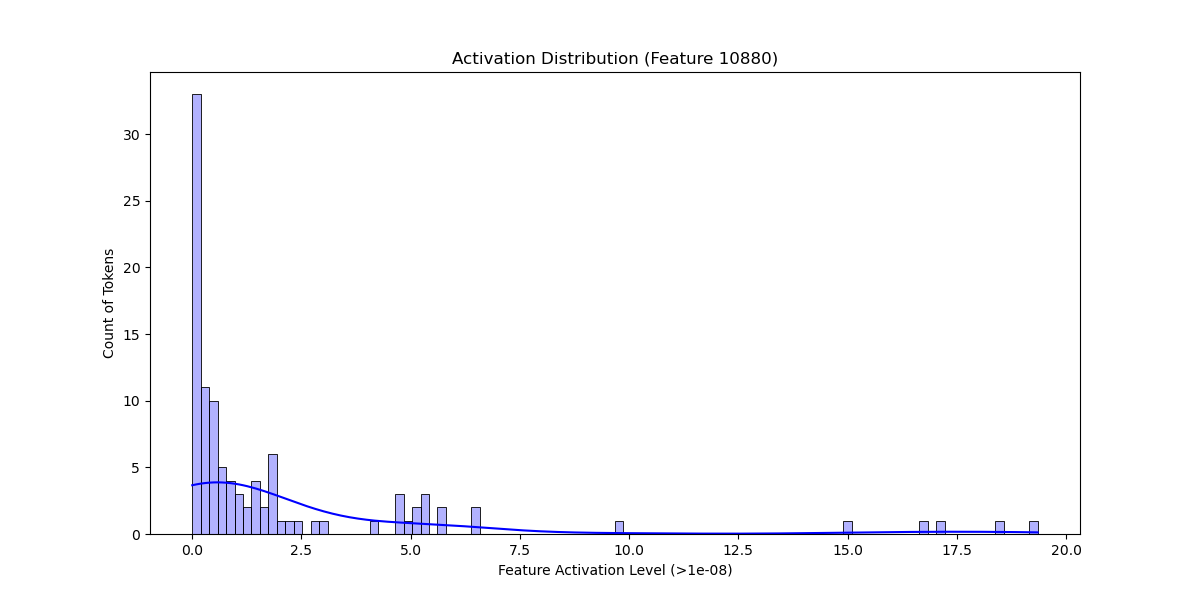 Activation Distribution (Feature 10880)
Count of Tokens
30
25
20
15
10
5
0
0.0 2.5 5.0 7.5 10.0 12.5 15.0 17.5 20.0
Feature Activation Level (>1e-08)